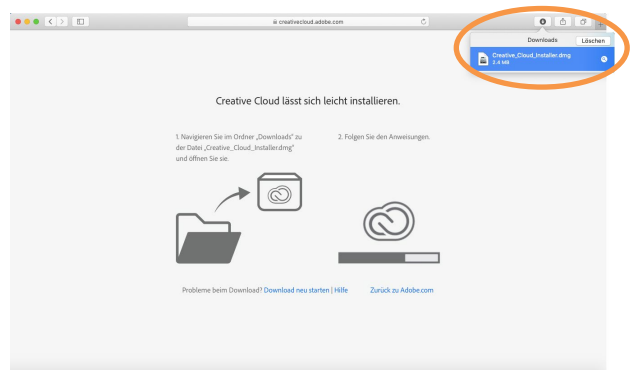 creativecloud.adobe.com
Downloads
Löschen
Creative_Cloud_Installer.dmg
2.4 MB
Creative Cloud lässt sich leicht installieren.
1. Navigieren Sie im Ordner „Downloads“ zu
der Datei „Creative_Cloud_Installer.dmg“
und öffnen Sie sie.
2. Folgen Sie den Anweisungen.
Probleme beim Download? Download neu starten | Hilfe
Zurück zu Adobe.com